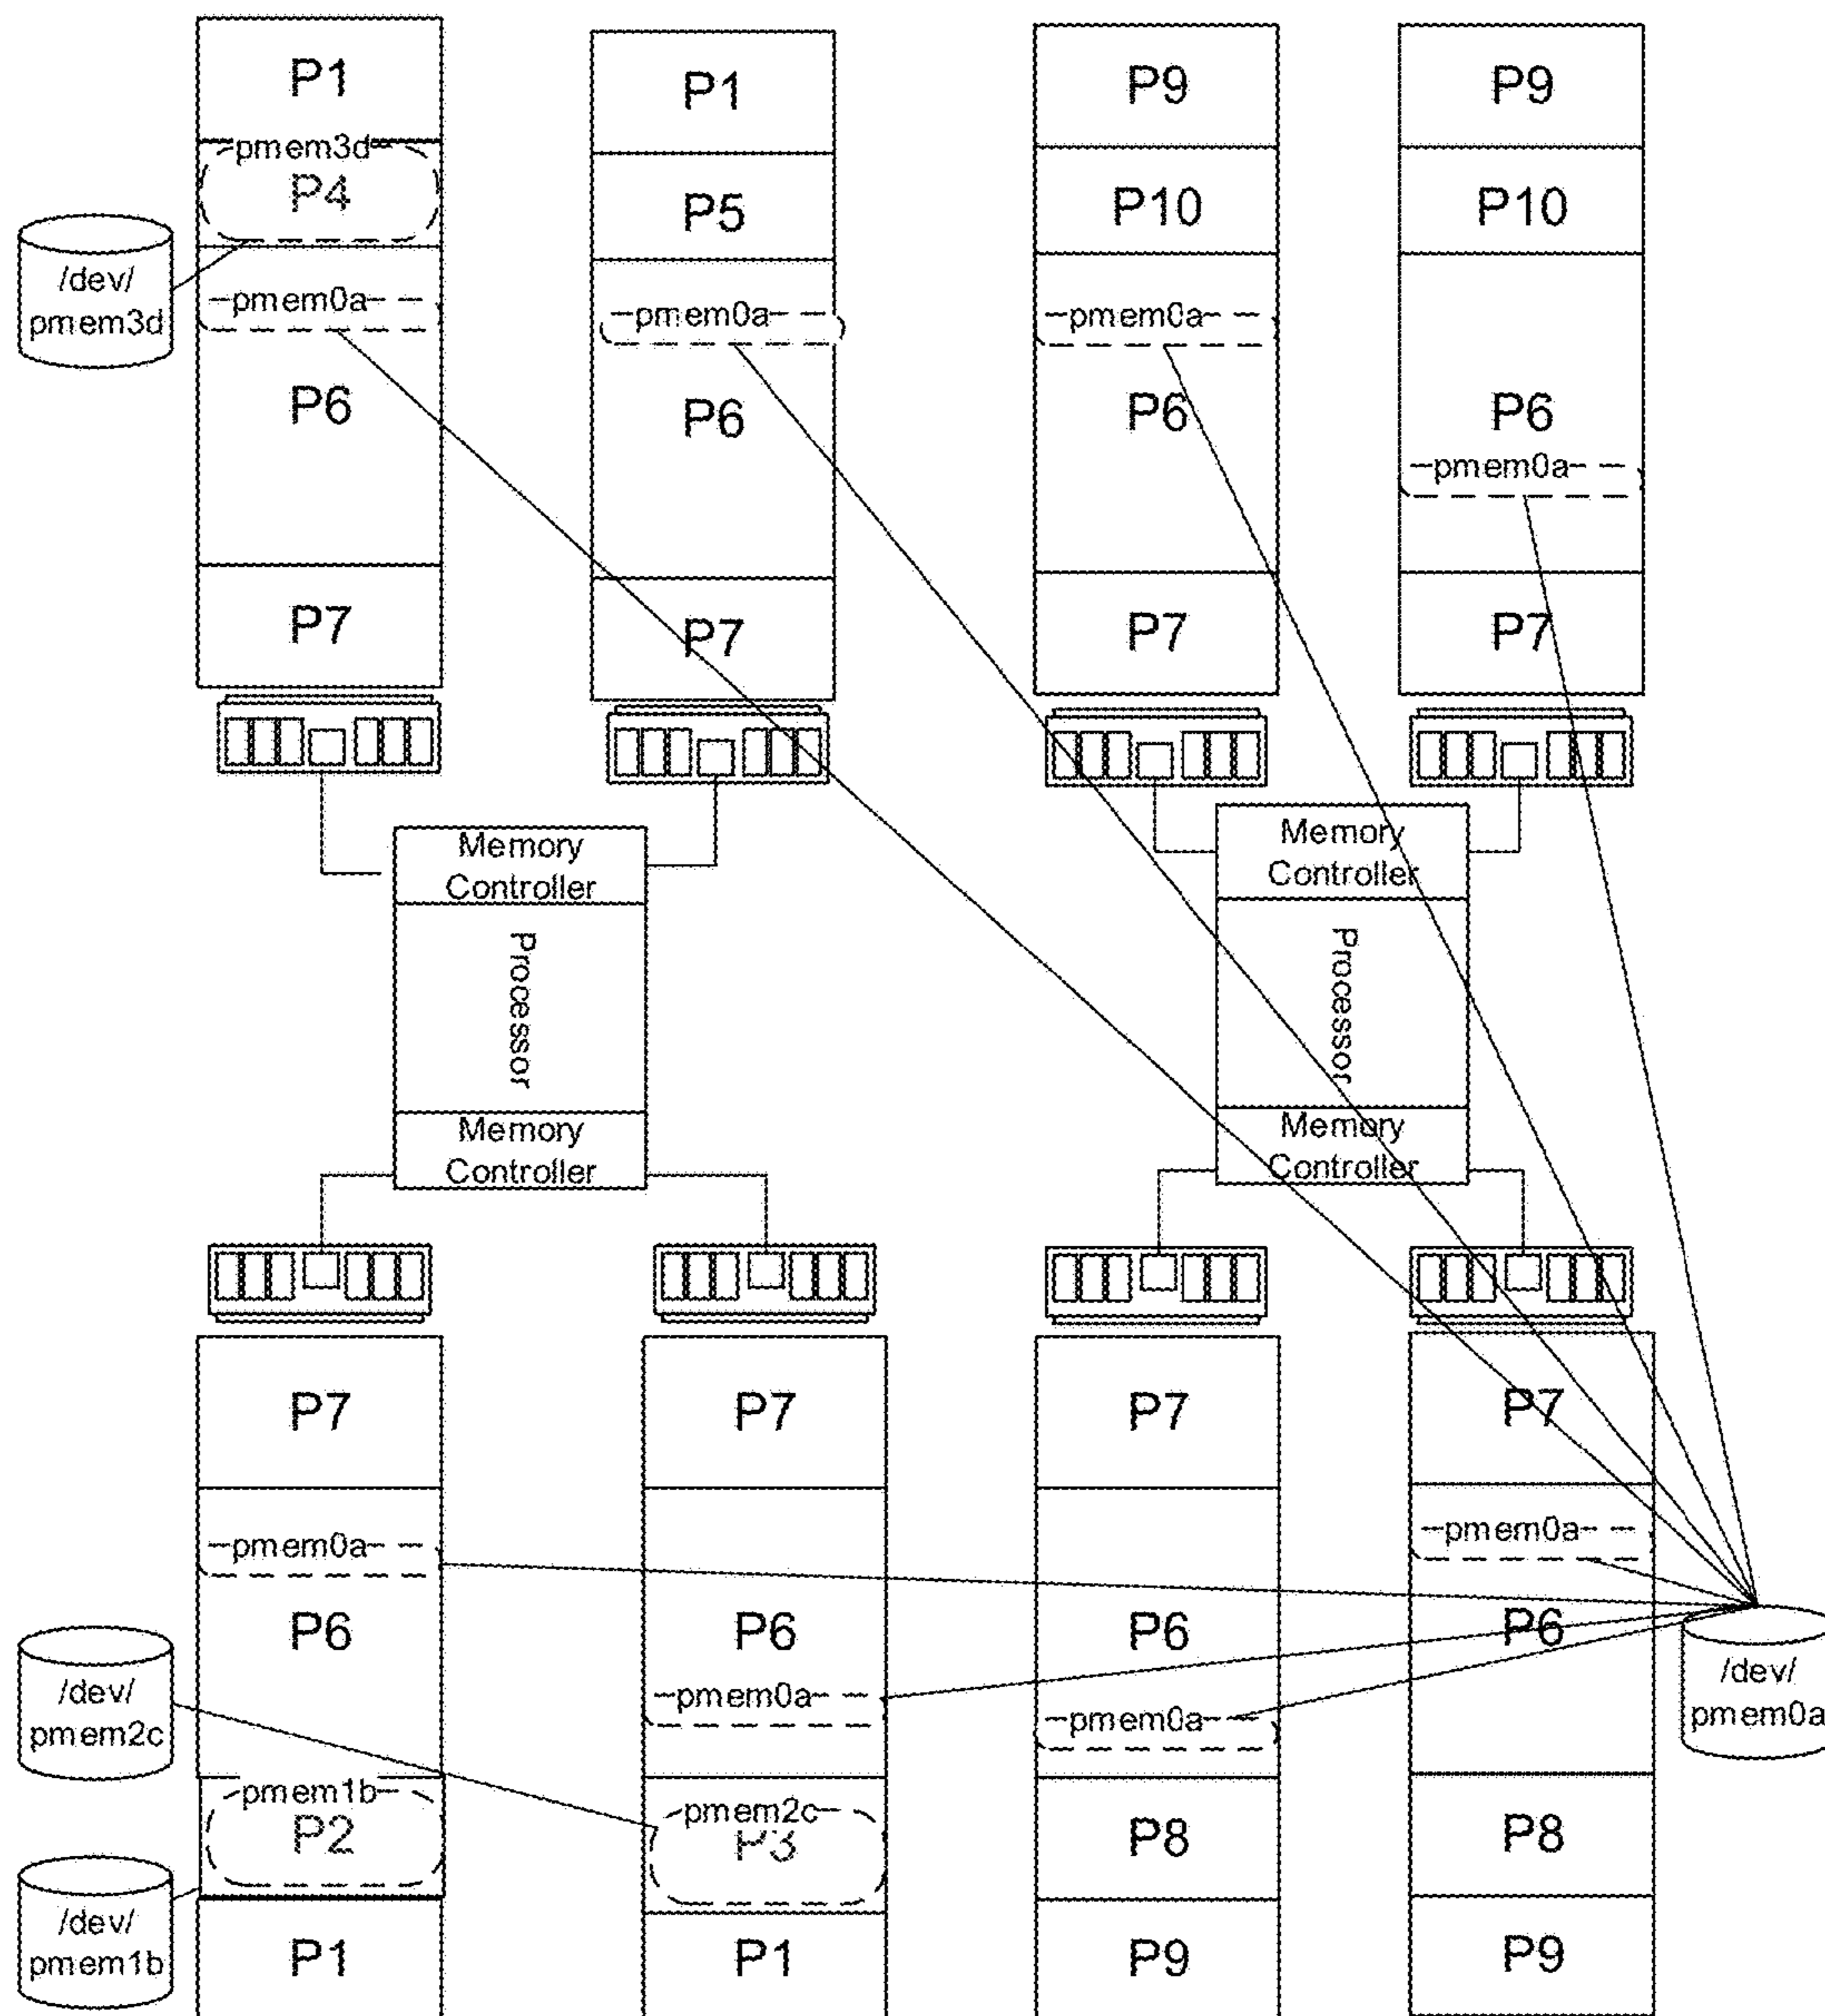 P1
pmem3d
P4
/dev/
pmem3d
pmem0a
P6
P7
P1
P5
pmem0a
P6
P7
P9
P10
pmem0a
P6
P7
P9
P10
P6
pmem0a
P7
Memory
Controller
Processor
Memory
Controller
Memory
Controller
Processor
Memory
Controller
P7
pmem0a
P6
/dev/
pmem2c
pmem1b
P2
/dev/
pmem1b
P1
P7
P6
pmem0a
pmem2c
P3
P1
P7
P6
pmem0a
P8
P9
P7
pmem0a
P6
P8
P9
/dev/
pmem0a